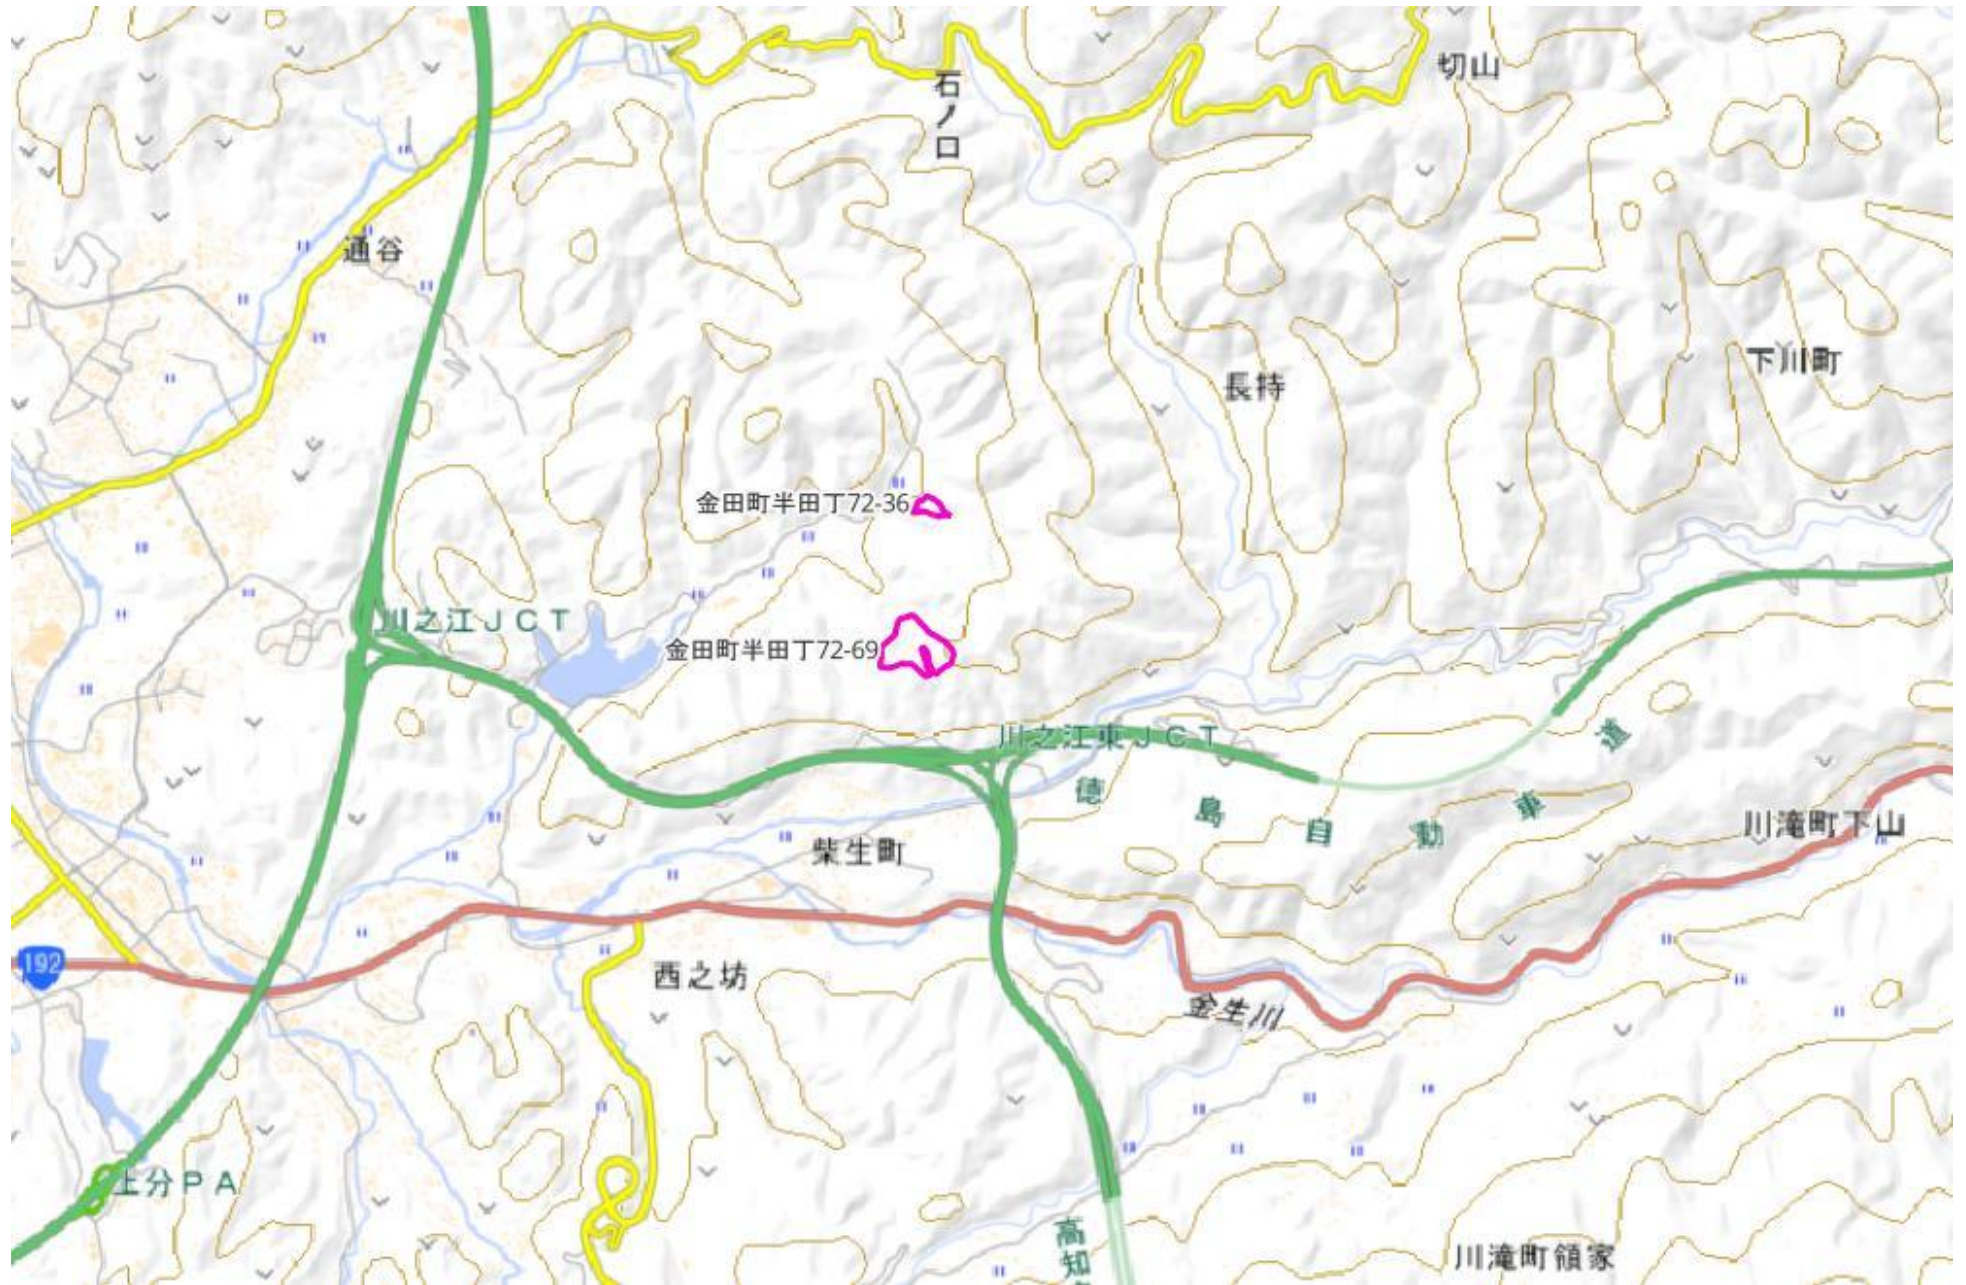 切山
石ノ口
通谷
下川町
長持
金田町半田丁72-36
川之江JCT
金田町半田丁72-69
川之江東JCT
徳島自動車道
川滝町下山
柴生町
192
西之坊
金生川
上分PA
高知
川滝町領家